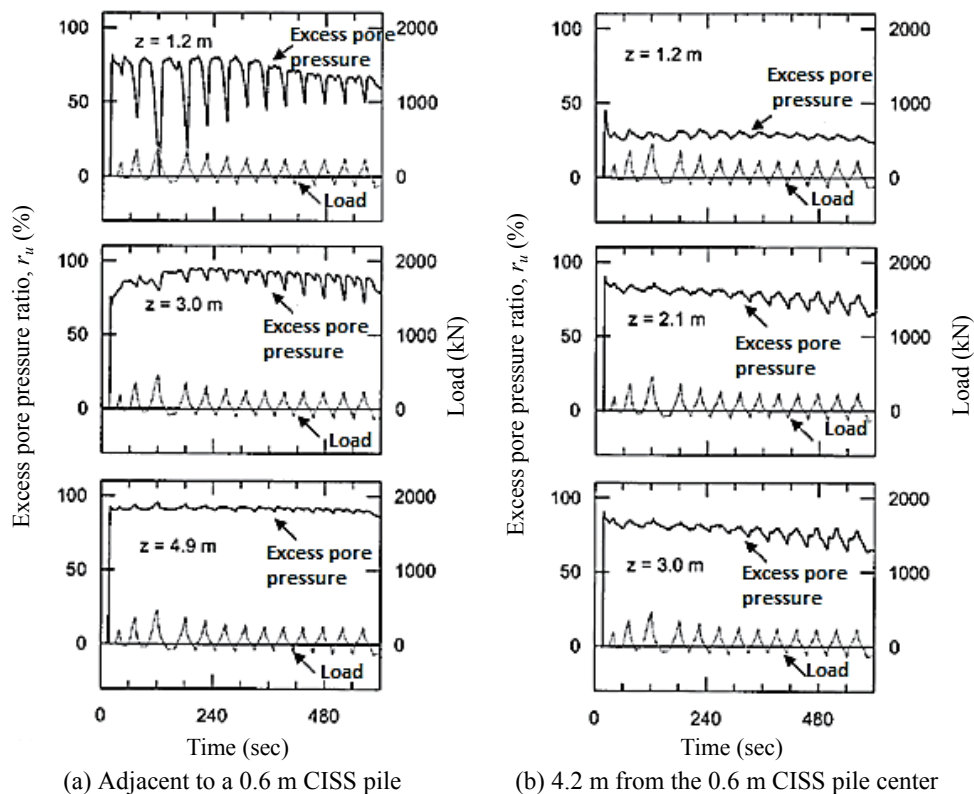 Excess pore pressure ratio, r_u (%)
100
50
0
z = 1.2 m
Excess pore
pressure
Load
2000
1000
0
100
50
0
z = 3.0 m
Excess pore
pressure
Load
2000
1000
0
Load (kN)
100
50
0
z = 4.9 m
Excess pore
pressure
Load
2000
1000
0
0 240 480
Time (sec)
(a) Adjacent to a 0.6 m CISS pile
Excess pore pressure ratio, r_u (%)
100
50
0
z = 1.2 m
Excess pore
pressure
Load
2000
1000
0
100
50
0
z = 2.1 m
Excess pore
pressure
Load
2000
1000
0
Load (kN)
100
50
0
z = 3.0 m
Excess pore
pressure
Load
2000
1000
0
0 240 480
Time (sec)
(b) 4.2 m from the 0.6 m CISS pile center